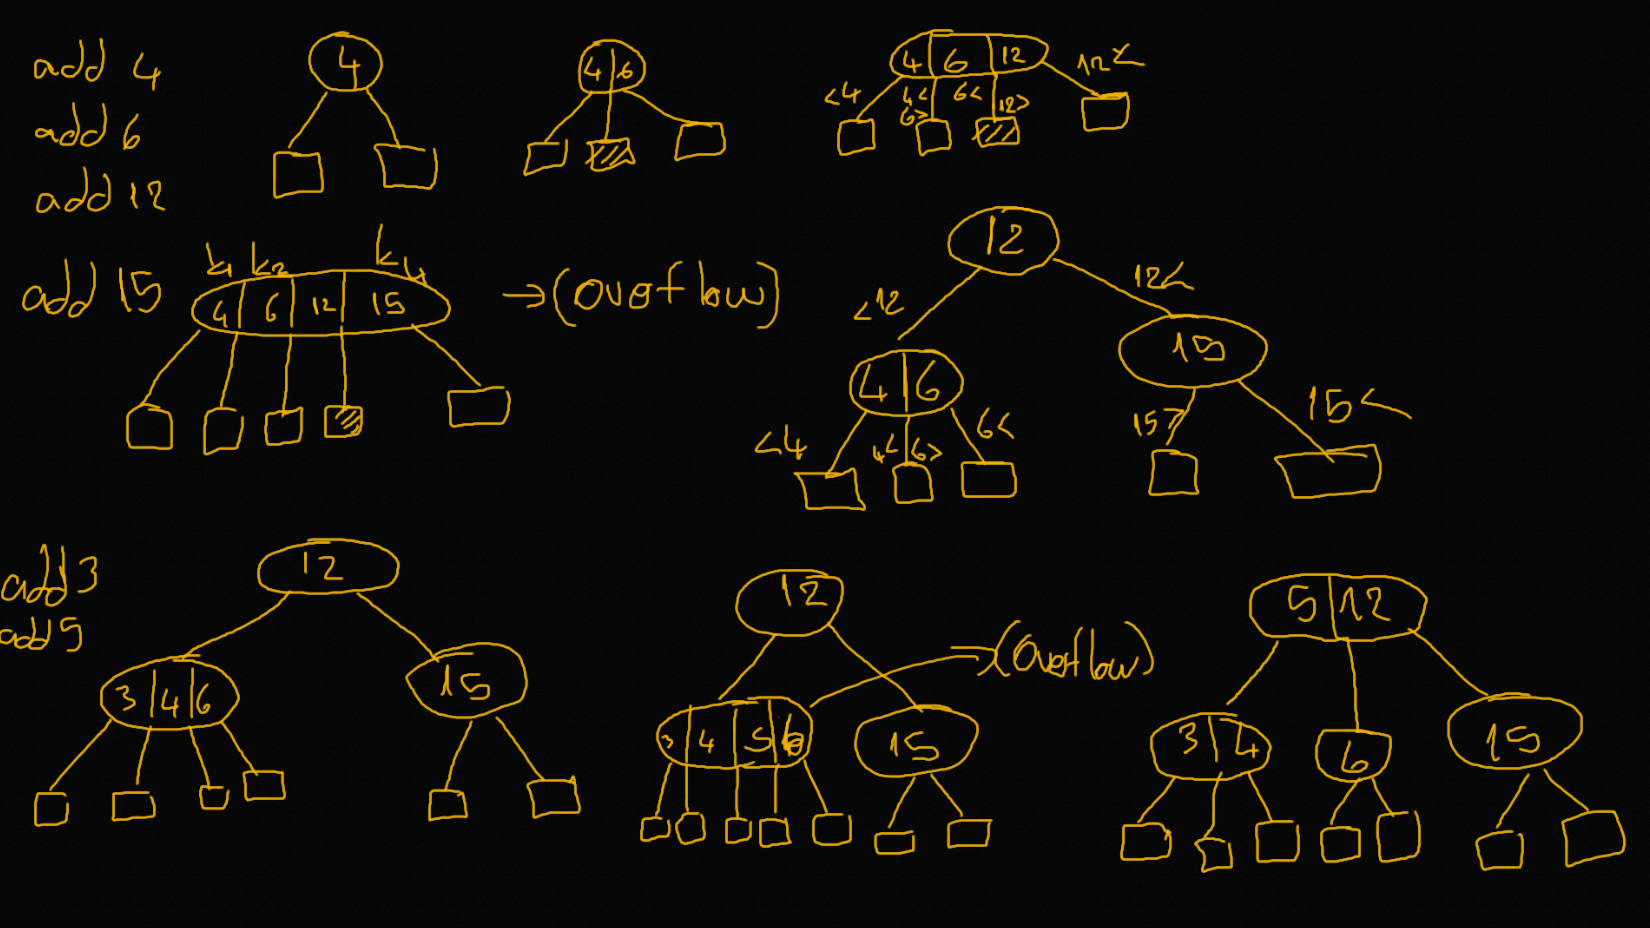 add 4
4
4 6
4 6 12
<4
4<
6>
6<
12>
12<
add 6
add 12
k1 k2 k4
add 15
4 6 12 15
→(overflow)
12
<12
12<
4 6
15
<4
4<
6>
6<
15>
15<
add 3
add 5
12
3 4 6
15
12
3 4 5 6
15
⇒(Overflow)
5 12
3 4
6
15